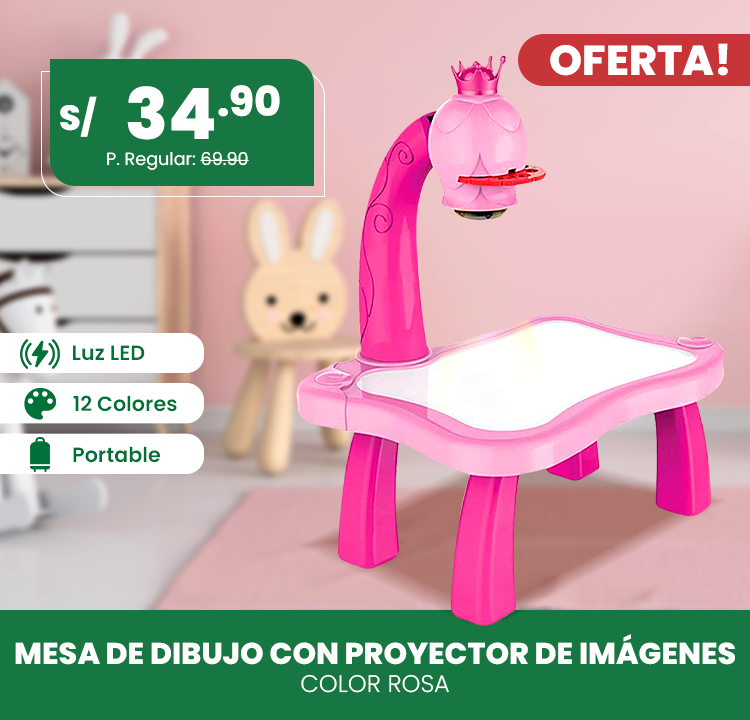 OFERTA!
S/ 34.90
P. Regular: 69.90
Luz LED
12 Colores
Portable
MESA DE DIBUJO CON PROYECTOR DE IMÁGENES
COLOR ROSA